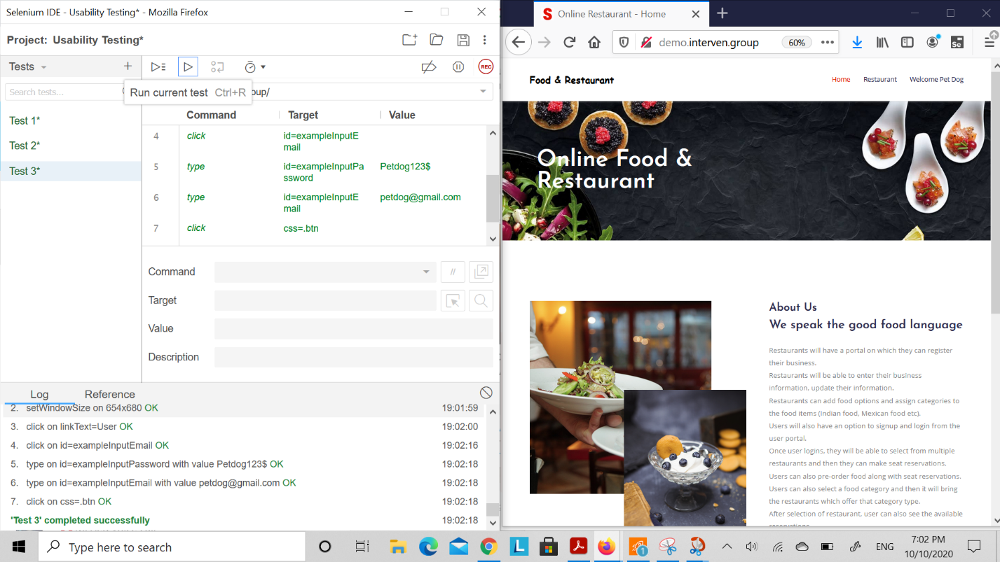 Selenium IDE - Usability Testing* - Mozilla Firefox
Project: Usability Testing*
Tests
Search tests...
Run current test Ctrl+R
oup/
REC
Test 1*
Test 2*
Test 3*
Command Target Value
4 click id=exampleInputE
mail
5 type id=exampleInputPa Petdog123$
ssword
6 type id=exampleInputE petdog@gmail.com
mail
7 click css=.btn
Command
//
Target
Value
Description
Log Reference
2. setWindowSize on 654x680 OK 19:01:59
3. click on linkText=User OK 19:02:00
4. click on id=exampleInputEmail OK 19:02:16
5. type on id=exampleInputPassword with value Petdog123$ OK 19:02:18
6. type on id=exampleInputEmail with value petdog@gmail.com OK 19:02:18
7. click on css=.btn OK 19:02:18
'Test 3' completed successfully 19:02:18
S Online Restaurant - Home
demo.interven.group 60%
Se
Food & Restaurant
Home Restaurant Welcome Pet Dog
Online Food &
Restaurant
About Us
We speak the good food language
Restaurants will have a portal on which they can register
their business.
Restaurants will be able to enter their business
information, update their information.
Restaurants can add food options and assign categories to
the food items (Indian food, Mexican food etc).
Users will also have an option to signup and login from the
user portal.
Once user logins, they will be able to select from multiple
restaurants and then they can make seat reservations.
Users can also pre-order food along with seat reservations.
Users can also select a food category and then it will bring
the restaurants which offer that category type.
After selection of restaurant, user can also see the available
reservations
Type here to search
L
1
ENG
7:02 PM
10/10/2020